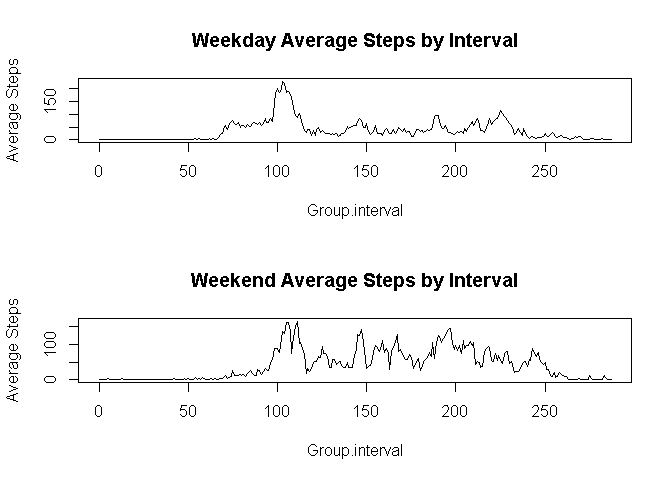 Weekday Average Steps by Interval
Average Steps
150
0
0 50 100 150 200 250
Group.interval
Weekend Average Steps by Interval
Average Steps
100
0
0 50 100 150 200 250
Group.interval